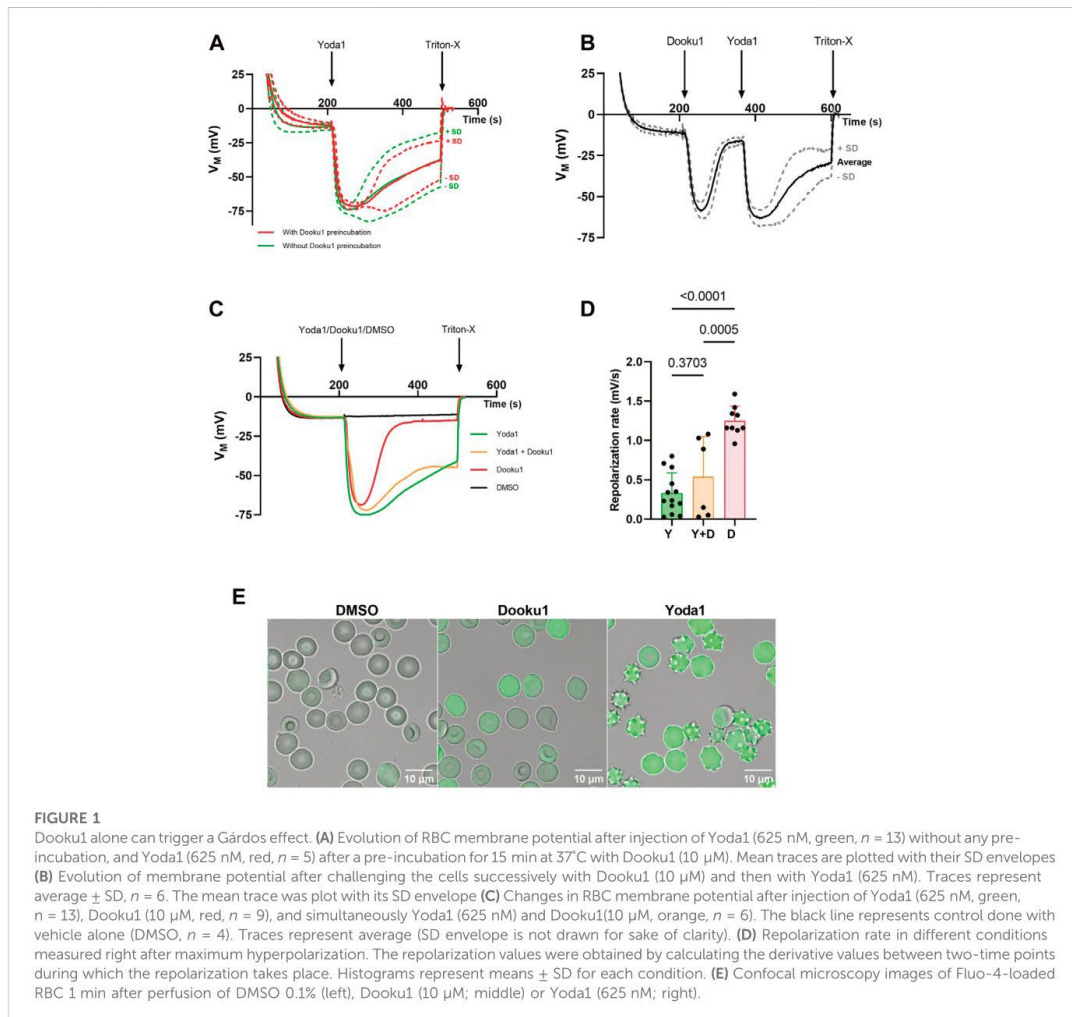 A
Yoda1
Triton-X
25
0
-25
-50
-75
200
400
600
Time (s)
VM (mV)
+ SD
+ SD
- SD
- SD
With Dooku1 preincubation
Without Dooku1 preincubation
B
Dooku1
Yoda1
Triton-X
25
0
-25
-50
-75
200
400
600
Time (s)
VM (mV)
+ SD
Average
- SD
C
Yoda1/Dooku1/DMSO
Triton-X
25
0
-25
-50
-75
200
400
600
Time (s)
VM (mV)
Yoda1
Yoda1 + Dooku1
Dooku1
DMSO
D
<0.0001
0.0005
0.3703
2.0
1.5
1.0
0.5
0.0
Repolarization rate (mV/s)
Y
Y+D
D
E
DMSO
Dooku1
Yoda1
10 μm
10 μm
10 μm
FIGURE 1
Dooku1 alone can trigger a Gárdos effect. (A) Evolution of RBC membrane potential after injection of Yoda1 (625 nM, green, n = 13) without any pre-
incubation, and Yoda1 (625 nM, red, n = 5) after a pre-incubation for 15 min at 37°C with Dooku1 (10 μM). Mean traces are plotted with their SD envelopes
(B) Evolution of membrane potential after challenging the cells successively with Dooku1 (10 μM) and then with Yoda1 (625 nM). Traces represent
average ± SD, n = 6. The mean trace was plot with its SD envelope (C) Changes in RBC membrane potential after injection of Yoda1 (625 nM, green,
n = 13), Dooku1 (10 μM, red, n = 9), and simultaneously Yoda1 (625 nM) and Dooku1(10 μM, orange, n = 6). The black line represents control done with
vehicle alone (DMSO, n = 4). Traces represent average (SD envelope is not drawn for sake of clarity). (D) Repolarization rate in different conditions
measured right after maximum hyperpolarization. The repolarization values were obtained by calculating the derivative values between two-time points
during which the repolarization takes place. Histograms represent means ± SD for each condition. (E) Confocal microscopy images of Fluo-4-loaded
RBC 1 min after perfusion of DMSO 0.1% (left), Dooku1 (10 μM; middle) or Yoda1 (625 nM; right).